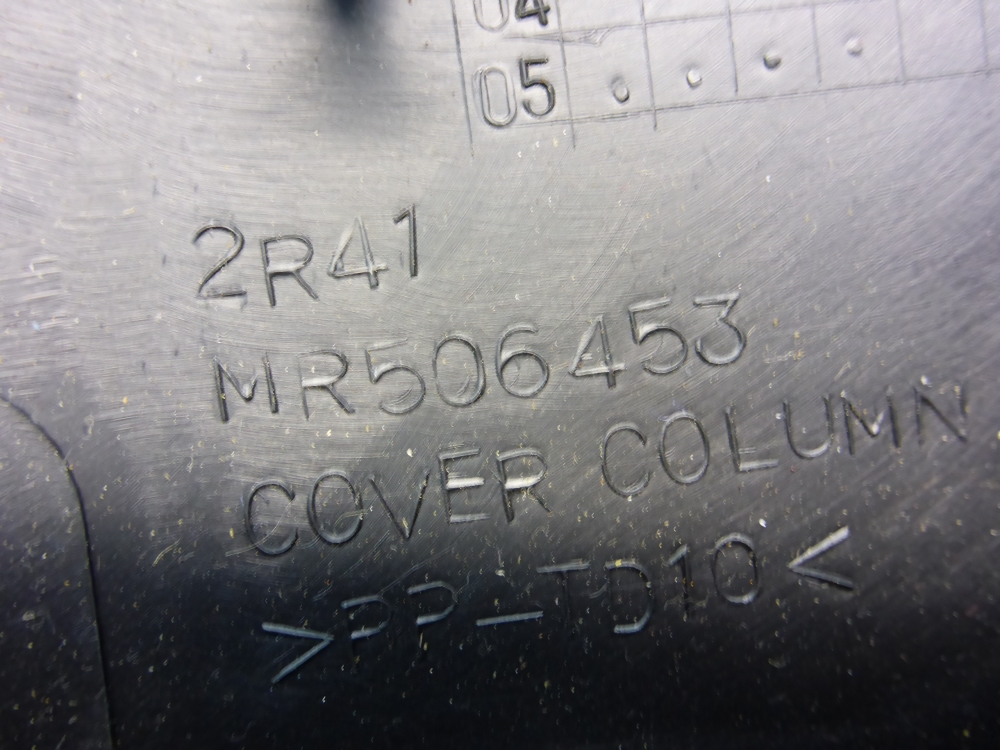 04
05
2R41
MR506453
COVER COLUMN
>PP-TD10<